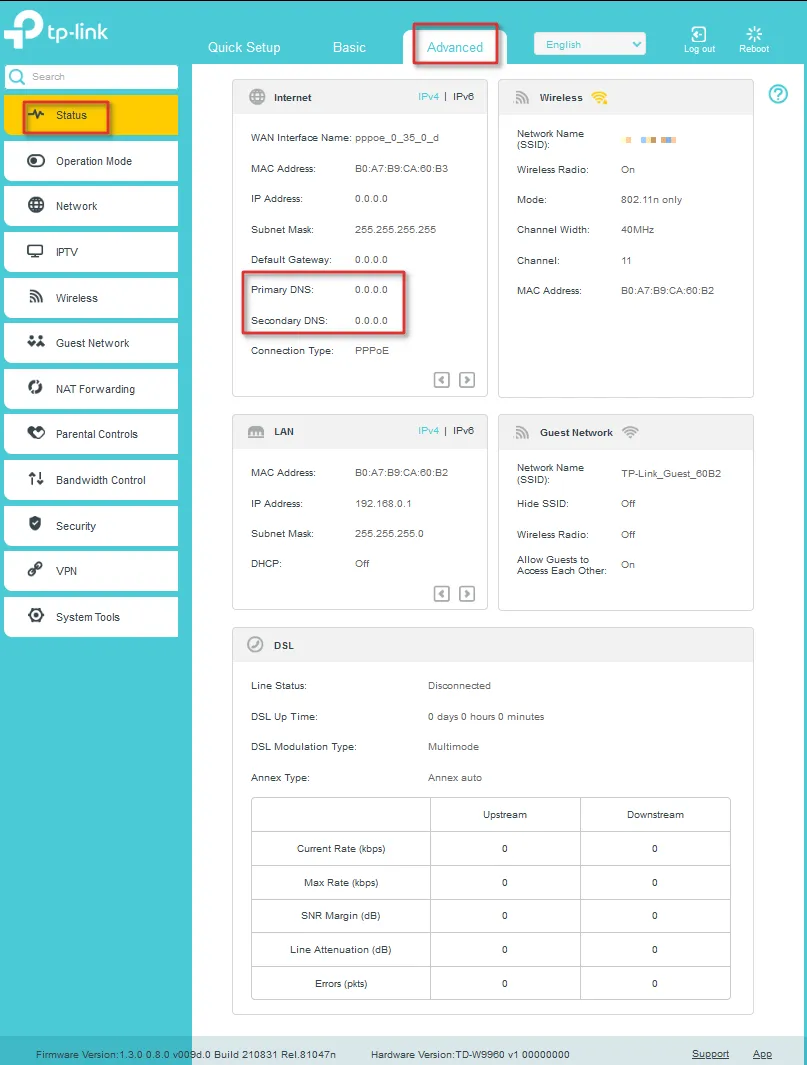 tp-link
Quick Setup
Basic
Advanced
English
Log out
Reboot
Search
Status
Operation Mode
Network
IPTV
Wireless
Guest Network
NAT Forwarding
Parental Controls
Bandwidth Control
Security
VPN
System Tools
Internet IPv4 | IPv6
WAN Interface Name: pppoe_0_35_0_d
MAC Address: B0:A7:B9:CA:60:B3
IP Address: 0.0.0.0
Subnet Mask: 255.255.255.255
Default Gateway: 0.0.0.0
Primary DNS: 0.0.0.0
Secondary DNS: 0.0.0.0
Connection Type: PPPoE
Wireless
Network Name
(SSID):
Wireless Radio: On
Mode: 802.11n only
Channel Width: 40MHz
Channel: 11
MAC Address: B0:A7:B9:CA:60:B2
LAN IPv4 | IPv6
MAC Address: B0:A7:B9:CA:60:B2
IP Address: 192.168.0.1
Subnet Mask: 255.255.255.0
DHCP: Off
Guest Network
Network Name
(SSID): TP-Link_Guest_60B2
Hide SSID: Off
Wireless Radio: Off
Allow Guests to
Access Each Other: On
DSL
Line Status: Disconnected
DSL Up Time: 0 days 0 hours 0 minutes
DSL Modulation Type: Multimode
Annex Type: Annex auto
Upstream Downstream
Current Rate (kbps) 0 0
Max Rate (kbps) 0 0
SNR Margin (dB) 0 0
Line Attenuation (dB) 0 0
Errors (pkts) 0 0
Firmware Version:1.3.0 0.8.0 v009d.0 Build 210831 Rel.81047n Hardware Version:TD-W9960 v1 00000000 Support App